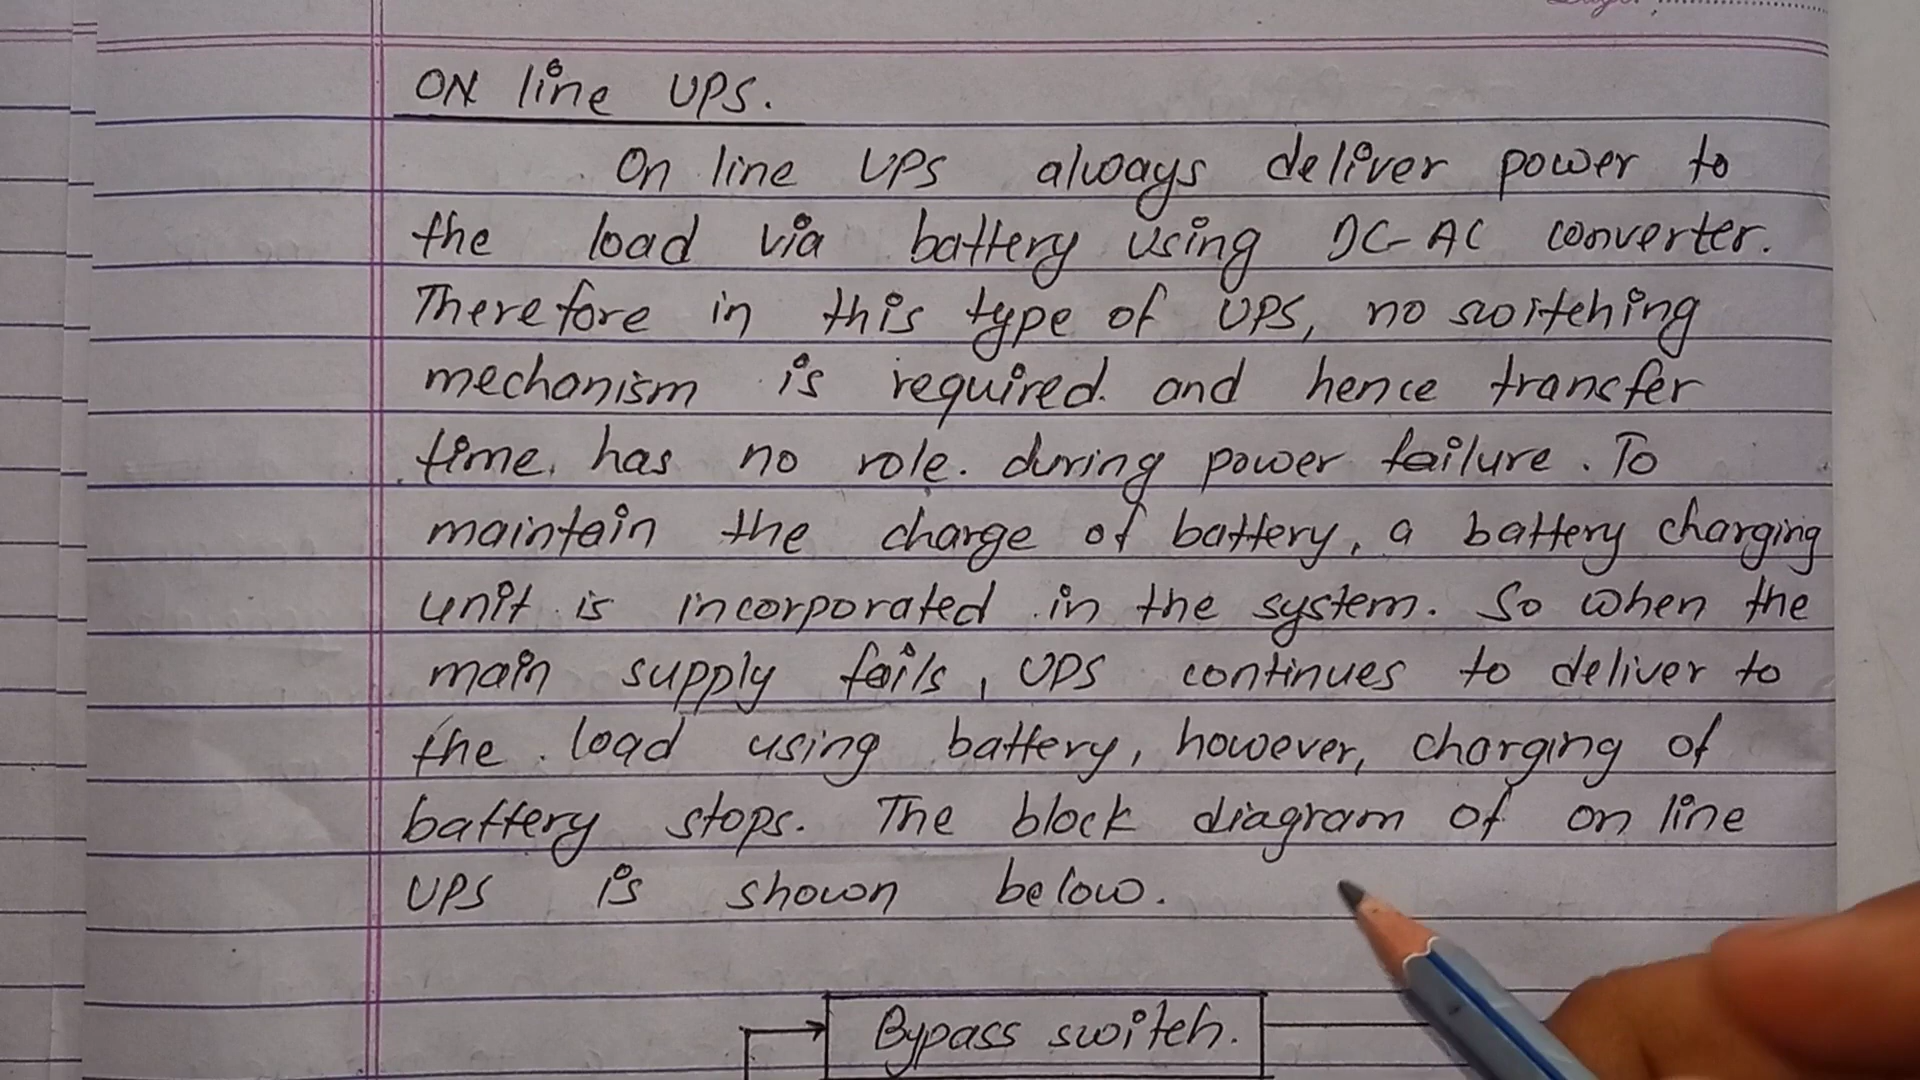 ON line UPS.
On line UPS always deliver power to
the load via battery using DC-AC converter.
Therefore in this type of UPS, no switching
mechanism is required. and hence transfer
time, has no role. during power failure. To
maintain the charge of battery, a battery charging
unit is incorporated in the system. So when the
main supply fails, UPS continues to deliver to
the load using battery, however, charging of
battery stops. The block diagram of on line
UPS is shown below.
Bypass switch.